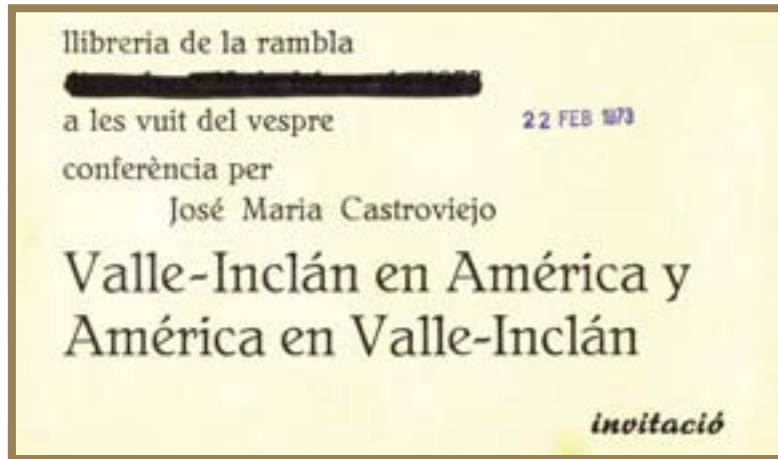 llibreria de la rambla
a les vuit del vespre
22 FEB 1973
conferència per
José Maria Castroviejo
Valle-Inclán en América y
América en Valle-Inclán
invitació